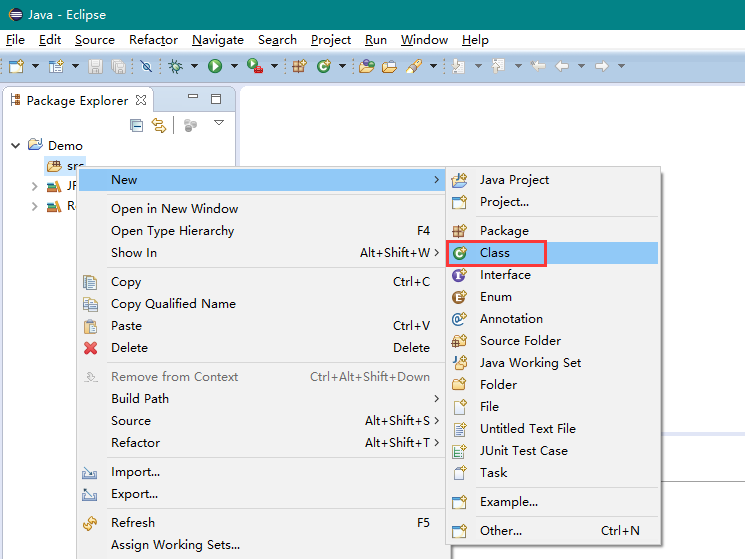 Java - Eclipse
File Edit Source Refactor Navigate Search Project Run Window Help
Package Explorer
Demo
src
New
Open in New Window
Open Type Hierarchy F4
Show In Alt+Shift+W
Copy Ctrl+C
Copy Qualified Name
Paste Ctrl+V
Delete Delete
Remove from Context Ctrl+Alt+Shift+Down
Build Path
Source Alt+Shift+S
Refactor Alt+Shift+T
Import...
Export...
Refresh F5
Assign Working Sets...
Java Project
Project...
Package
Class
Interface
Enum
Annotation
Source Folder
Java Working Set
Folder
File
Untitled Text File
JUnit Test Case
Task
Example...
Other... Ctrl+N